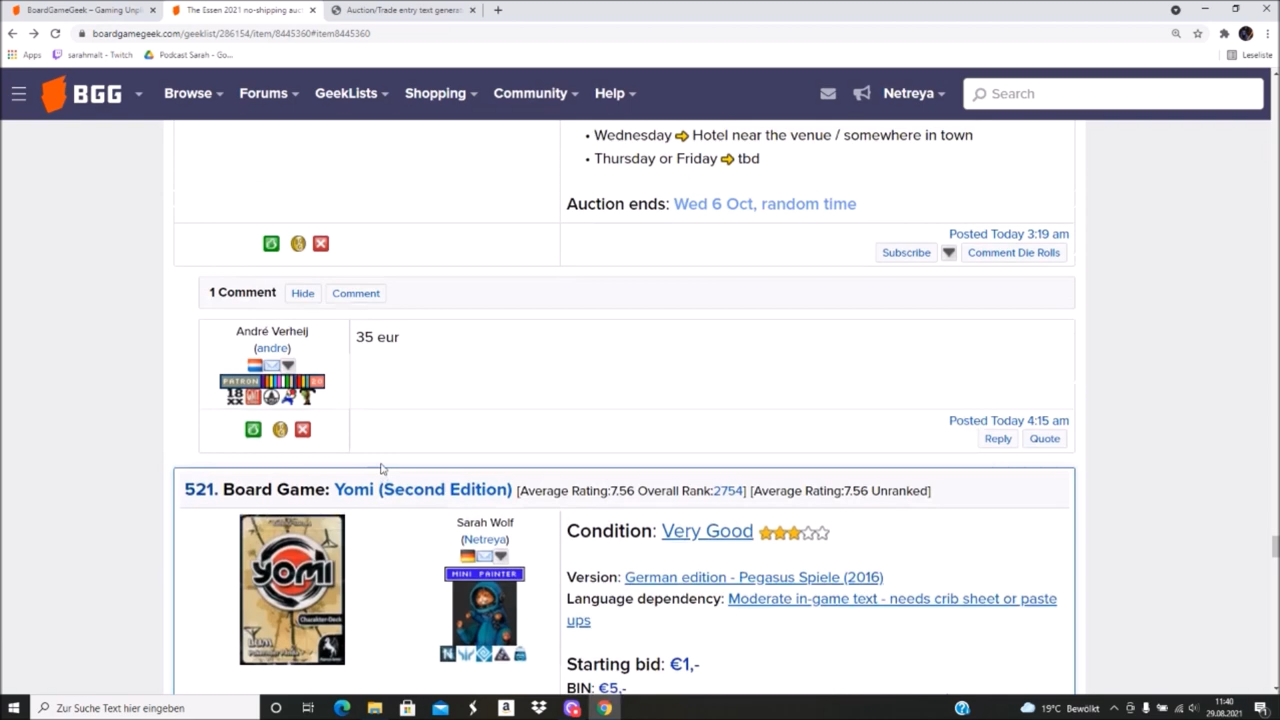 BoardGameGeek – Gaming Unp
The Essen 2021 no-shipping auc
Auction/Trade entry text genera
boardgamegeek.com/geeklist/286154/item/8445360#item8445360
Apps
sarahmalt - Twitch
Podcast Sarah - Go...
Leseliste
BGG
Browse
Forums
GeekLists
Shopping
Community
Help
Netreya
Search
• Wednesday Hotel near the venue / somewhere in town
• Thursday or Friday tbd
Auction ends: Wed 6 Oct, random time
Posted Today 3:19 am
Subscribe
Comment Die Rolls
1 Comment
Hide
Comment
André Verheij
(andre)
PATRON 20
18
XX
35 eur
Posted Today 4:15 am
Reply
Quote
521. Board Game: Yomi (Second Edition) [Average Rating:7.56 Overall Rank:2754] [Average Rating:7.56 Unranked]
YOMI
Charakter-Deck
Sarah Wolf
(Netreya)
MINI PAINTER
N
Condition: Very Good
Version: German edition - Pegasus Spiele (2016)
Language dependency: Moderate in-game text - needs crib sheet or paste
ups
Starting bid: €1,-
BIN: €5,-
Zur Suche Text hier eingeben
19°C Bewölkt
11:40
29.08.2021